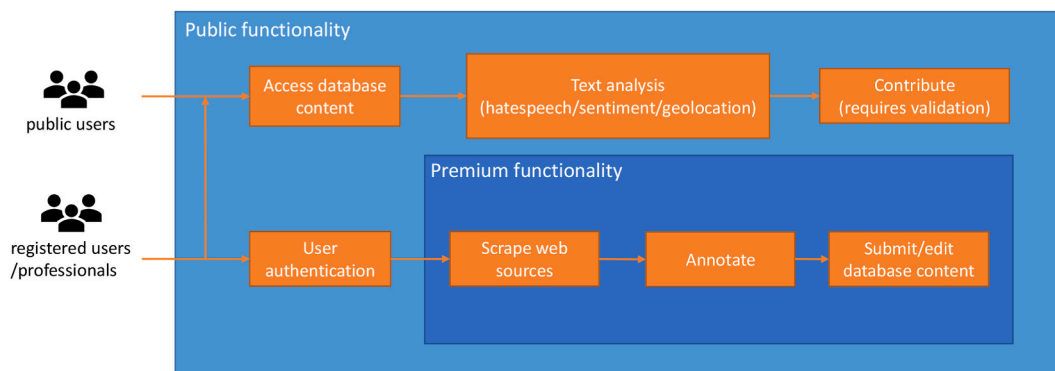 Public functionality
Access database
content
Text analysis
(hatespeech/sentiment/geolocation)
Contribute
(requires validation)
public users
Premium functionality
registered users
/professionals
User
authentication
Scrape web
sources
Annotate
Submit/edit
database content